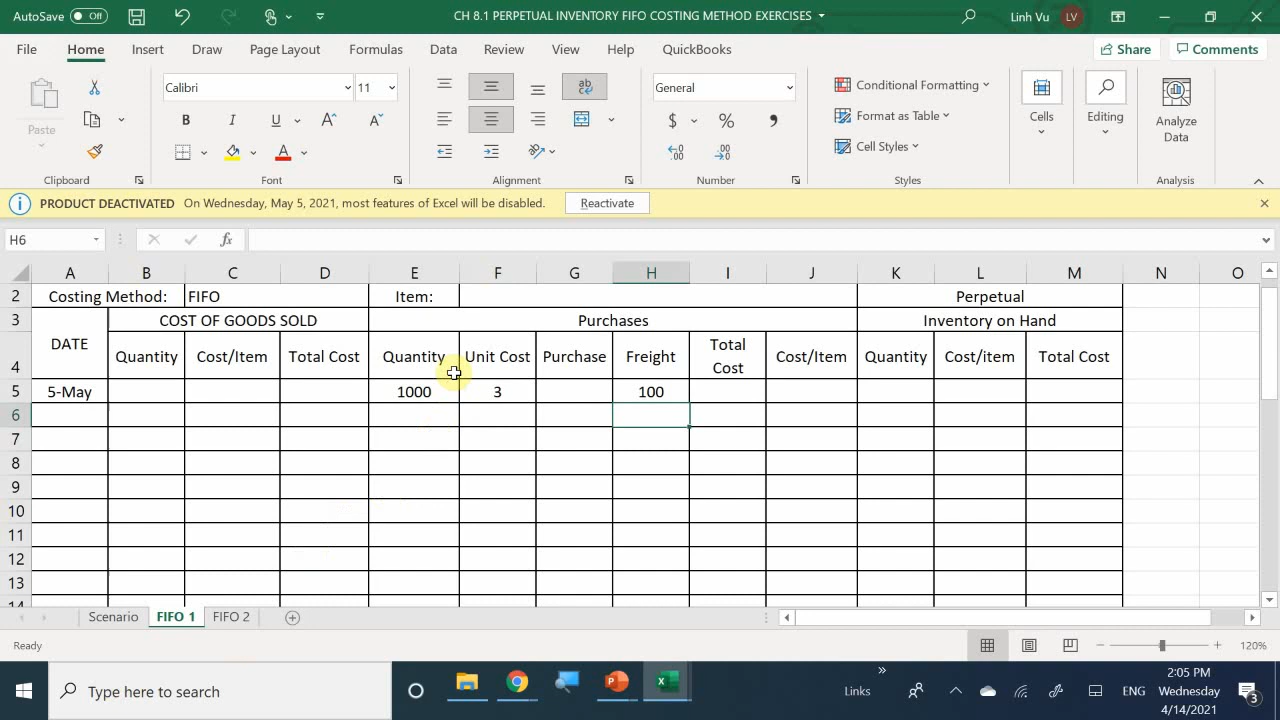 AutoSave Off CH 8.1 PERPETUAL INVENTORY FIFO COSTING METHOD EXERCISES Linh Vu LV
File Home Insert Draw Page Layout Formulas Data Review View Help QuickBooks Share Comments
Paste
Calibri 11
B I U A A
A
ab
General
$ % ,
Conditional Formatting
Format as Table
Cell Styles
Cells
Editing
Analyze Data
Clipboard Font Alignment Number Styles Analysis
PRODUCT DEACTIVATED On Wednesday, May 5, 2021, most features of Excel will be disabled. Reactivate
H6 fx
A B C D E F G H I J K L M N O
2 Costing Method: FIFO Item: Perpetual
3 COST OF GOODS SOLD Purchases Inventory on Hand
4 DATE Quantity Cost/Item Total Cost Quantity Unit Cost Purchase Freight Total Cost Cost/Item Quantity Cost/item Total Cost
5 5-May 1000 3 100
6
7
8
9
10
11
12
13
14
Scenario FIFO 1 FIFO 2
Ready 120%
Type here to search
Links
ENG
2:05 PM
Wednesday
4/14/2021
3